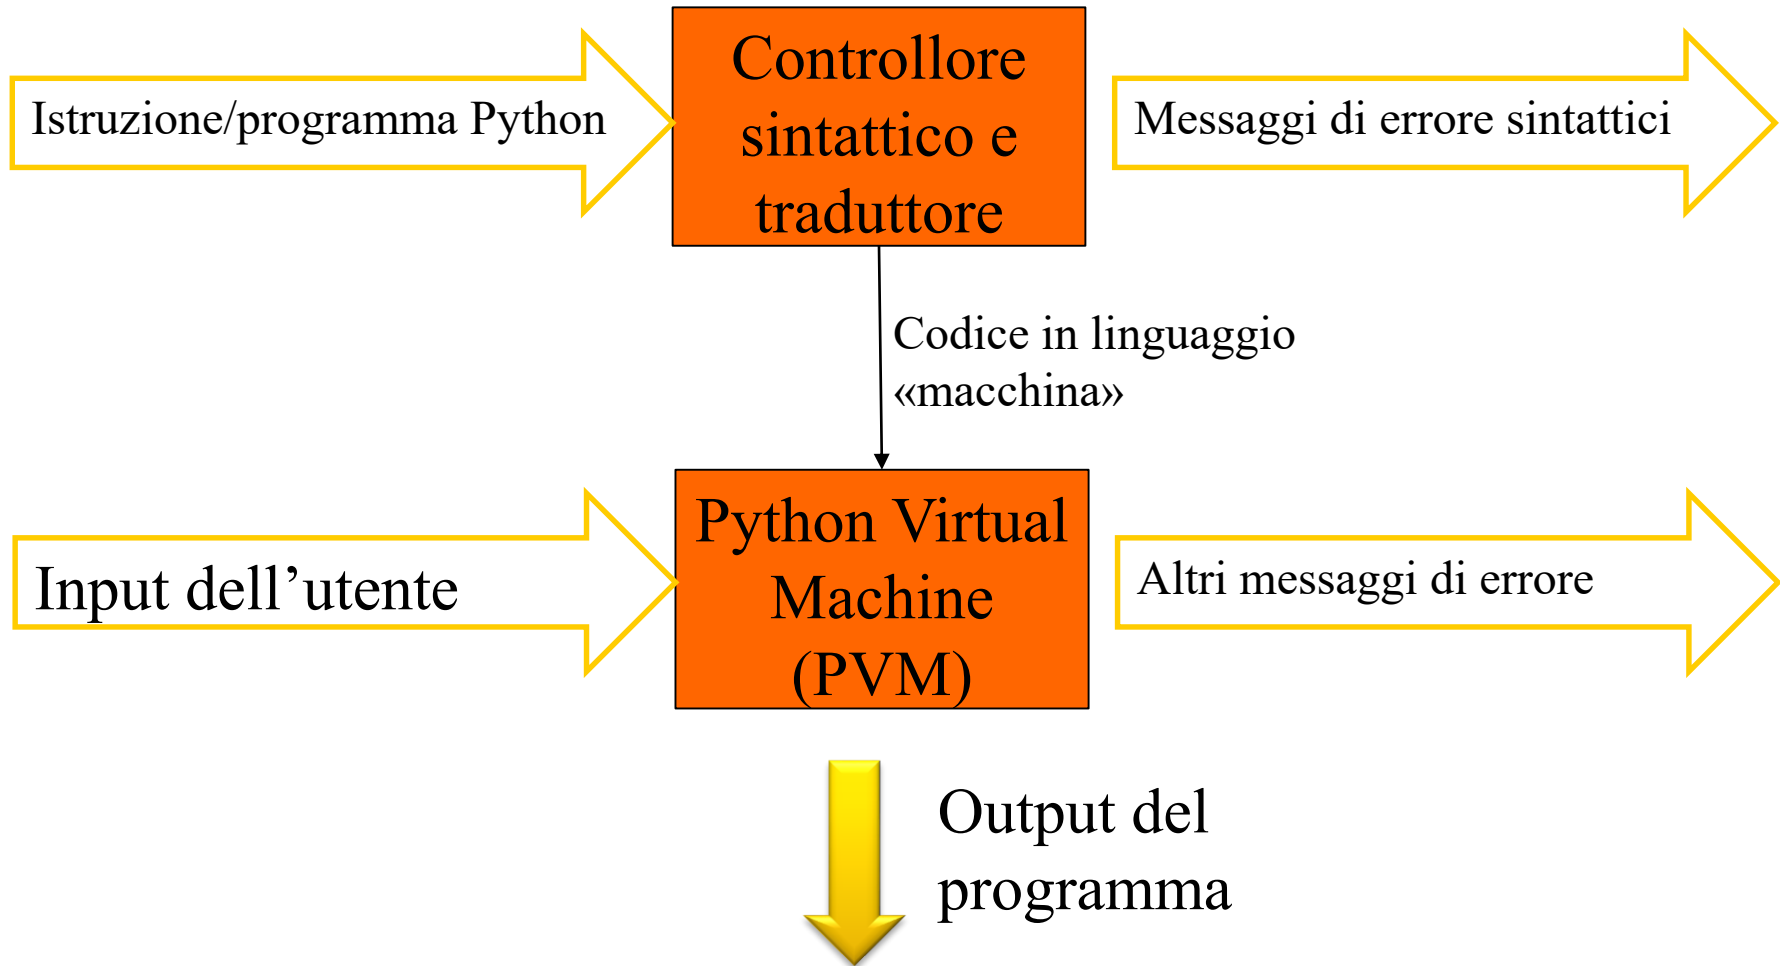 Istruzione/programma Python
Controllore
sintattico e
traduttore
Messaggi di errore sintattici
Codice in linguaggio
«macchina»
Input dell’utente
Python Virtual
Machine
(PVM)
Altri messaggi di errore
Output del
programma